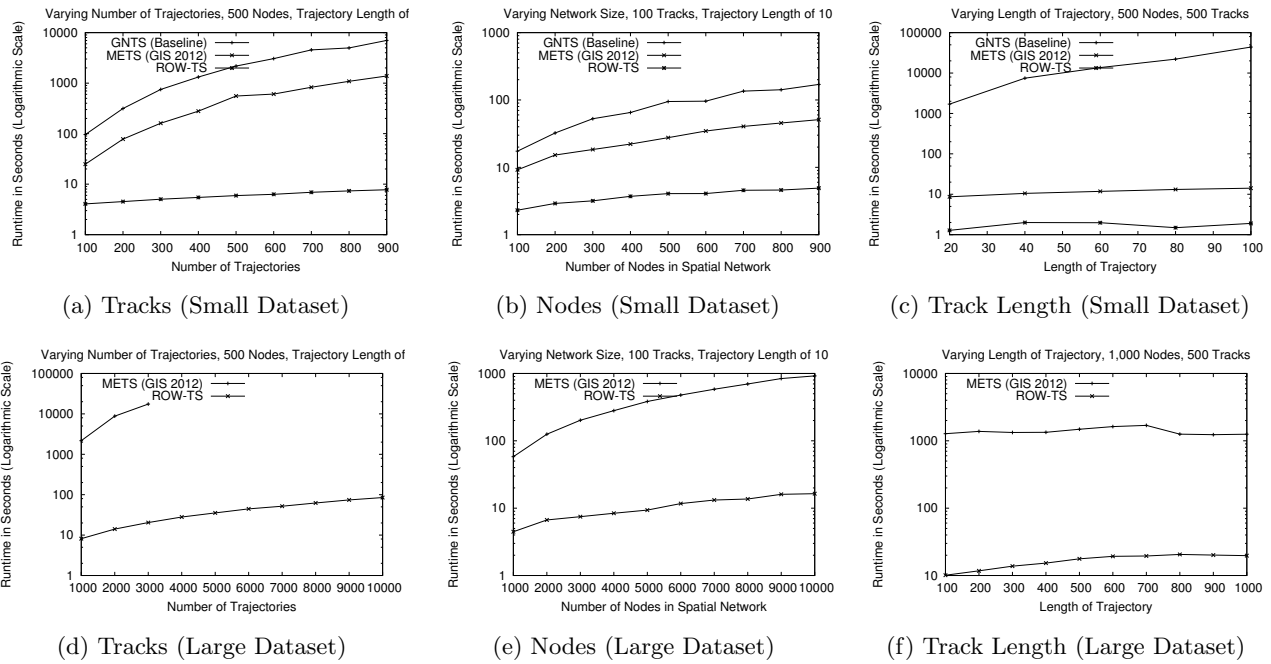 Varying Number of Trajectories, 500 Nodes, Trajectory Length of
Runtime in Seconds (Logarithmic Scale)
10000
1000
100
10
1
GNTS (Baseline)
METS (GIS 2012)
ROW-TS
100 200 300 400 500 600 700 800 900
Number of Trajectories
(a) Tracks (Small Dataset)
Varying Network Size, 100 Tracks, Trajectory Length of 10
Runtime in Seconds (Logarithmic Scale)
1000
100
10
1
GNTS (Baseline)
METS (GIS 2012)
ROW-TS
100 200 300 400 500 600 700 800 900
Number of Nodes in Spatial Network
(b) Nodes (Small Dataset)
Varying Length of Trajectory, 500 Nodes, 500 Tracks
Runtime in Seconds (Logarithmic Scale)
100000
10000
1000
100
10
1
GNTS (Baseline)
METS (GIS 2012)
ROW-TS
20 30 40 50 60 70 80 90 100
Length of Trajectory
(c) Track Length (Small Dataset)
Varying Number of Trajectories, 500 Nodes, Trajectory Length of
Runtime in Seconds (Logarithmic Scale)
100000
10000
1000
100
10
1
METS (GIS 2012)
ROW-TS
1000 2000 3000 4000 5000 6000 7000 8000 9000 10000
Number of Trajectories
(d) Tracks (Large Dataset)
Varying Network Size, 100 Tracks, Trajectory Length of 10
Runtime in Seconds (Logarithmic Scale)
1000
100
10
1
METS (GIS 2012)
ROW-TS
1000 2000 3000 4000 5000 6000 7000 8000 9000 10000
Number of Nodes in Spatial Network
(e) Nodes (Large Dataset)
Varying Length of Trajectory, 1,000 Nodes, 500 Tracks
Runtime in Seconds (Logarithmic Scale)
10000
1000
100
10
METS (GIS 2012)
ROW-TS
100 200 300 400 500 600 700 800 900 1000
Length of Trajectory
(f) Track Length (Large Dataset)